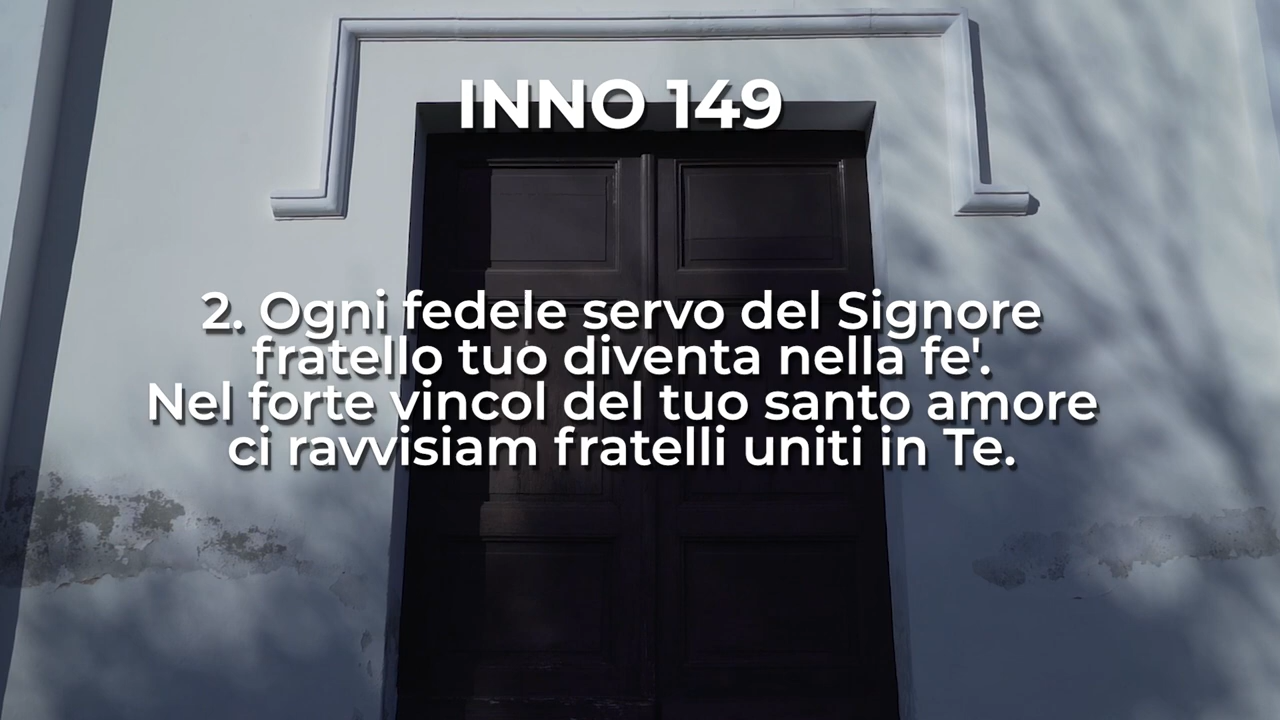 INNO 149
2. Ogni fedele servo del Signore
fratello tuo diventa nella fe'.
Nel forte vincol del tuo santo amore
ci ravvisiam fratelli uniti in Te.